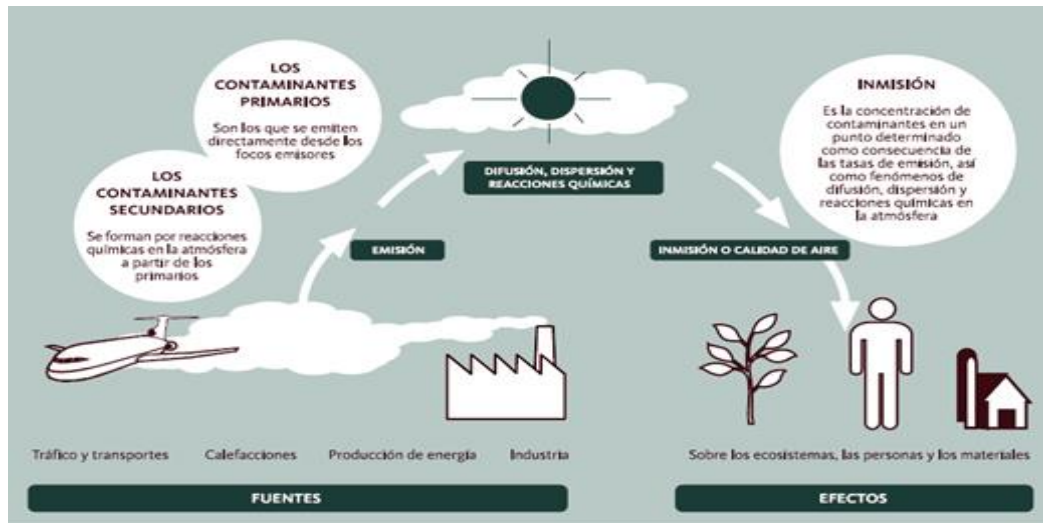 LOS
CONTAMINANTES
PRIMARIOS
Son los que se emiten
directamente desde los
focos emisores
LOS
CONTAMINANTES
SECUNDARIOS
Se forman por reacciones
químicas en la atmósfera
a partir de los
primarios
DIFUSIÓN, DISPERSIÓN Y
REACCIONES QUÍMICAS
EMISIÓN
INMISIÓN O CALIDAD DE AIRE
INMISIÓN
Es la concentración de
contaminantes en un
punto determinado
como consecuencia de
las tasas de emisión, así
como fenómenos de
difusión, dispersión y
reacciones químicas en
la atmósfera
Tráfico y transportes
Calefacciones
Producción de energía
Industria
FUENTES
Sobre los ecosistemas, las personas y los materiales
EFECTOS